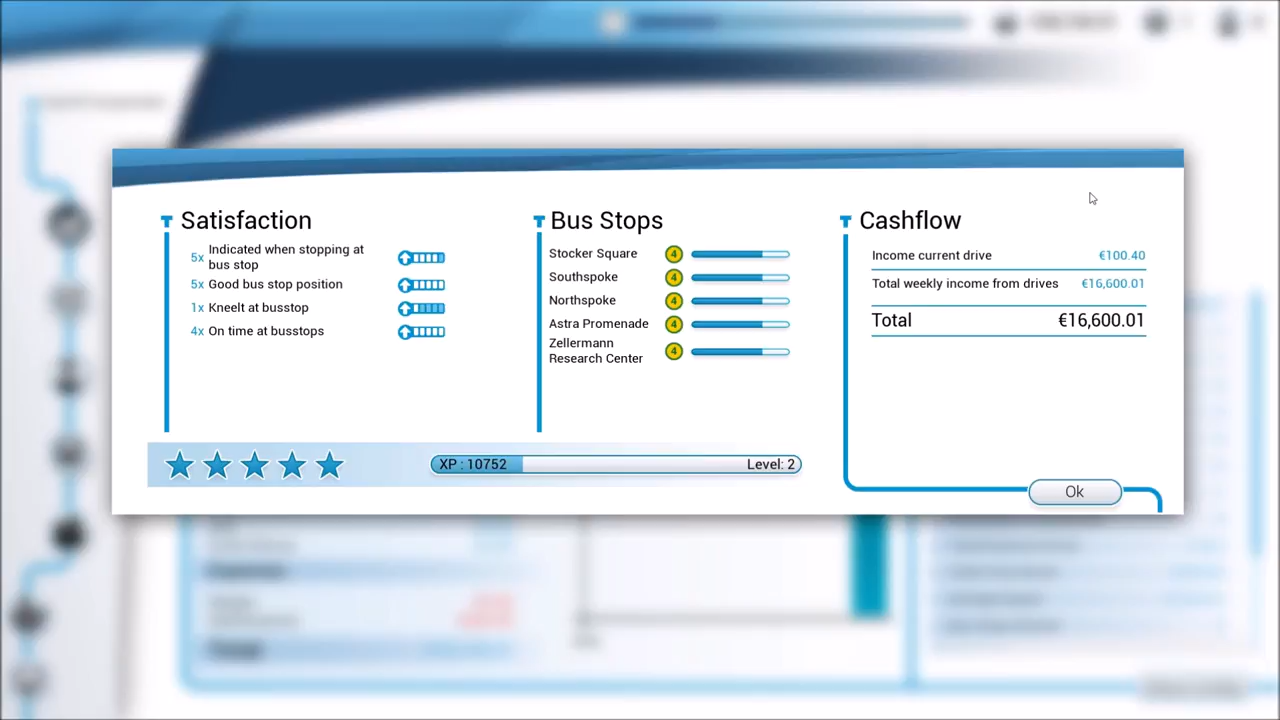 Satisfaction
5x Indicated when stopping at
bus stop
5x Good bus stop position
1x Kneelt at busstop
4x On time at busstops
Bus Stops
Stocker Square 4
Southspoke 4
Northspoke 4
Astra Promenade 4
Zellermann
Research Center 4
Cashflow
Income current drive €100.40
Total weekly income from drives €16,600.01
Total €16,600.01
XP : 10752 Level: 2
Ok